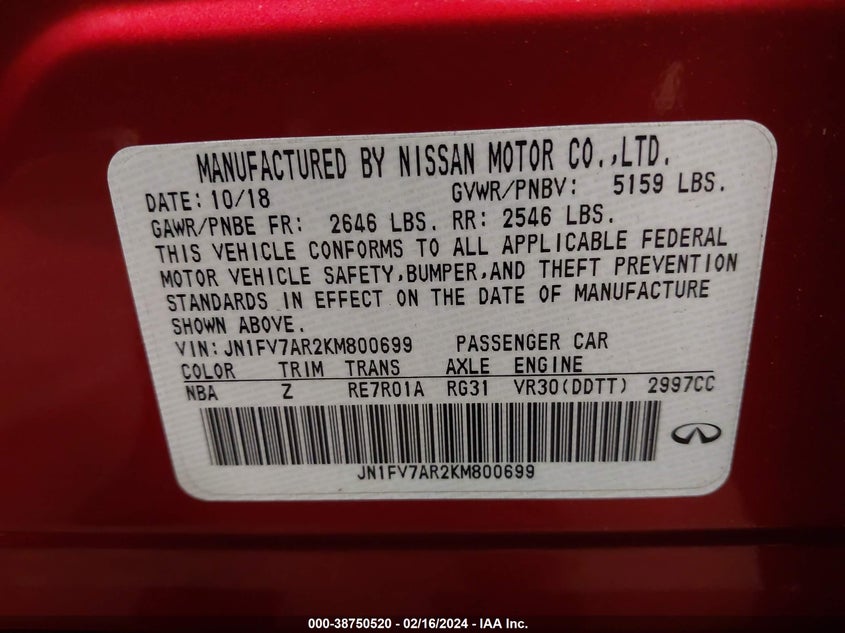 MANUFACTURED BY NISSAN MOTOR CO.,LTD.
DATE: 10/18 GVWR/PNBV: 5159 LBS.
GAWR/PNBE FR: 2646 LBS. RR: 2546 LBS.
THIS VEHICLE CONFORMS TO ALL APPLICABLE FEDERAL
MOTOR VEHICLE SAFETY,BUMPER,AND THEFT PREVENTION
STANDARDS IN EFFECT ON THE DATE OF MANUFACTURE
SHOWN ABOVE.
VIN: JN1FV7AR2KM800699 PASSENGER CAR
COLOR TRIM TRANS AXLE ENGINE
NBA Z RE7R01A RG31 VR30(DDTT) 2997CC
JN1FV7AR2KM800699
000-38750520 - 02/16/2024 - IAA, Inc.